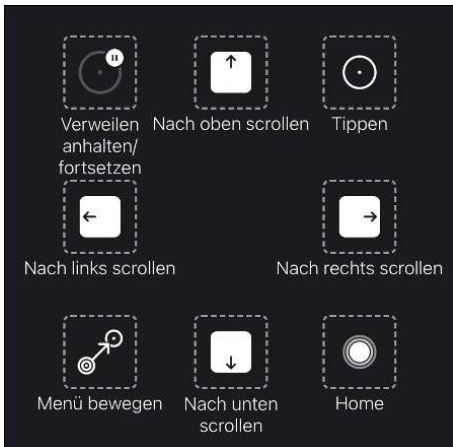 Verweilen
anhalten/
fortsetzen
Nach oben scrollen
Tippen
Nach links scrollen
Nach rechts scrollen
Menü bewegen
Nach unten
scrollen
Home